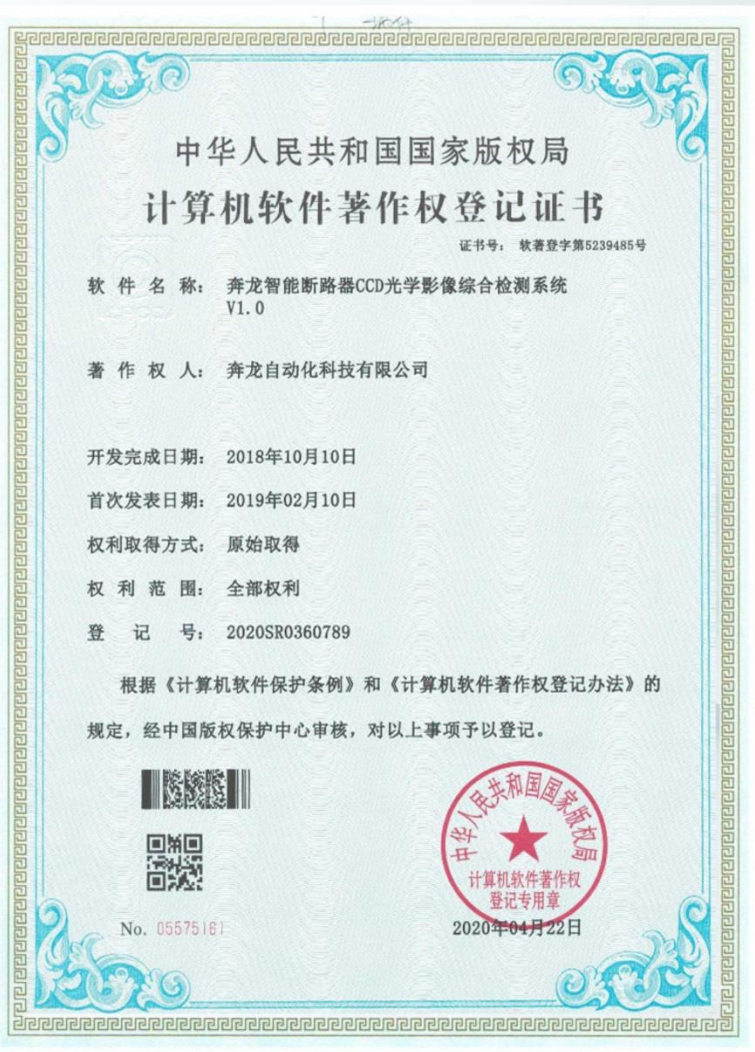 中华人民共和国国家版权局
计算机软件著作权登记证书
证书号： 软著登字第5239485号
软件名称： 奔龙智能断路器CCD光学影像综合检测系统
V1.0
著作权人： 奔龙自动化科技有限公司
开发完成日期： 2018年10月10日
首次发表日期： 2019年02月10日
权利取得方式： 原始取得
权利范围： 全部权利
登记号： 2020SR0360789
根据《计算机软件保护条例》和《计算机软件著作权登记办法》的
规定，经中国版权保护中心审核，对以上事项予以登记。
中华人民共和国国家版权局
计算机软件著作权
登记专用章
No. 05575161
2020年04月22日